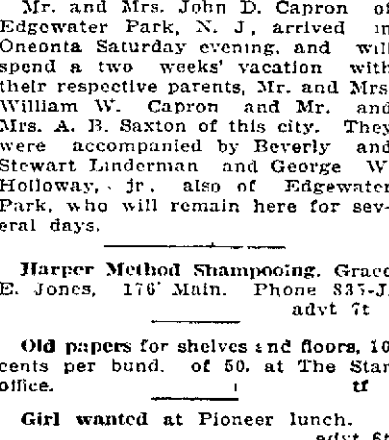 Mr. and Mrs. John D. Capron of
Edgewater Park, N. J, arrived in
Oneonta Saturday evening, and will
spend a two weeks' vacation with
their respective parents, Mr. and Mrs
William W. Capron and Mr. and
Mrs. A. B. Saxton of this city. They
were accompanied by Beverly and
Stewart Linderman and George W
Holloway, jr, also of Edgewater
Park, who will remain here for sev-
eral days.
Harper Method Shampooing. Grace
E. Jones, 176 Main. Phone 835-J.
advt 7t
Old papers for shelves and floors, 10
cents per bund. of 50. at The Star
office. tf
Girl wanted at Pioneer lunch.
advt 6t